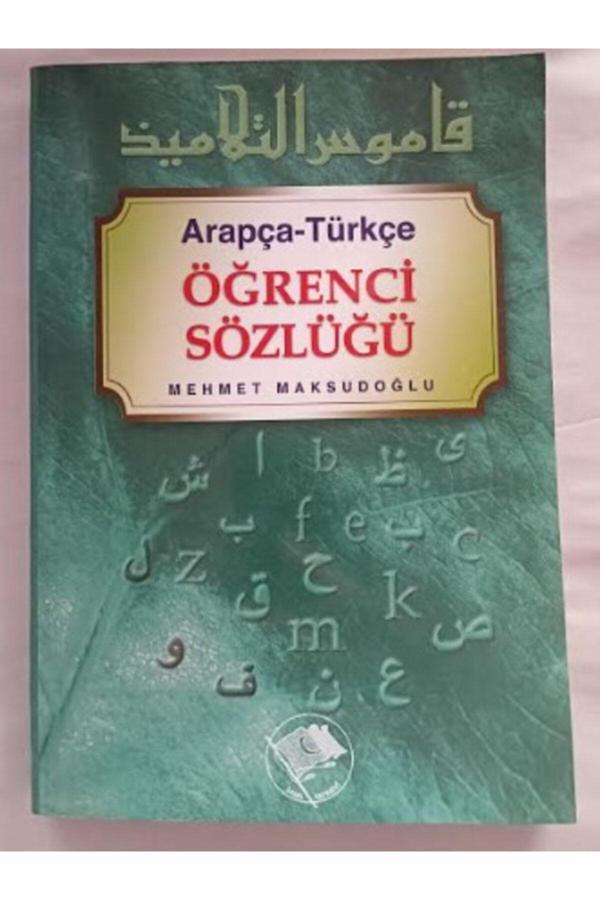 قاموس التلاميذ
Arapça-Türkçe
ÖĞRENCİ
SÖZLÜĞÜ
MEHMET MAKSUDOĞLU
ش ا b ظ ى
ب f e ب c
ل z ق ح k
و m ص
ف ن ع